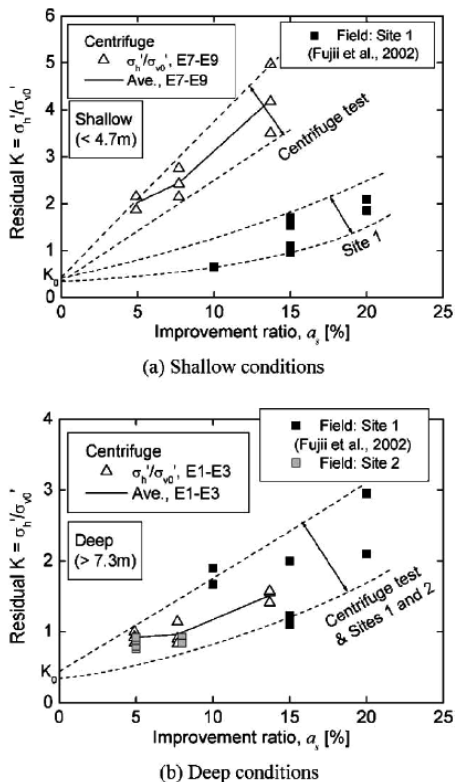 6
5
4
3
2
1
K0
0
0
5
10
15
20
25
Residual K = σh'/σv0'
Improvement ratio, as [%]
Centrifuge
σh'/σv0', E7-E9
Ave., E7-E9
Field: Site 1
(Fujii et al., 2002)
Shallow
(< 4.7m)
Centrifuge test
Site 1
(a) Shallow conditions
4
3
2
1
K0
0
0
5
10
15
20
25
Residual K = σh'/σv0'
Improvement ratio, as [%]
Centrifuge
σh'/σv0', E1-E3
Ave., E1-E3
Field: Site 1
(Fujii et al., 2002)
Field: Site 2
Deep
(> 7.3m)
Centrifuge test
& Sites 1 and 2
(b) Deep conditions